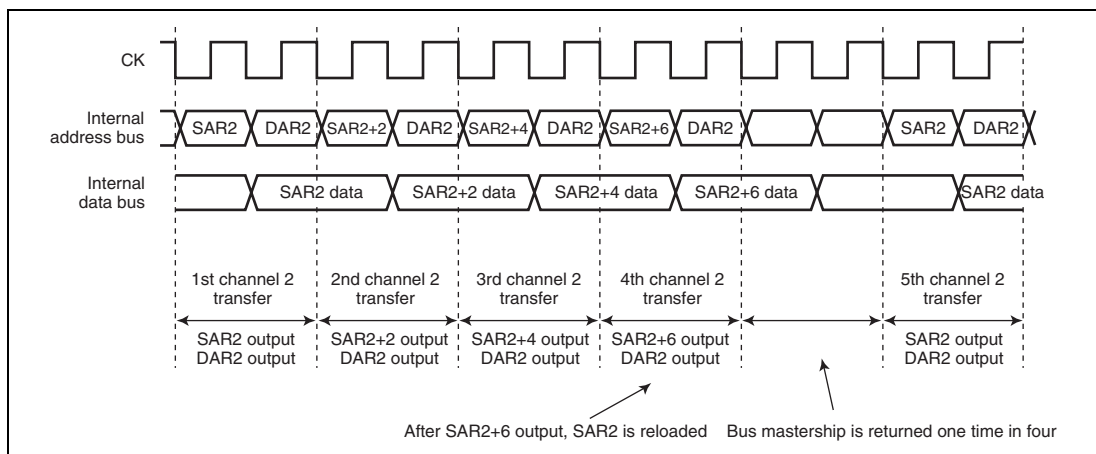 CK
Internal
address bus
SAR2 DAR2 SAR2+2 DAR2 SAR2+4 DAR2 SAR2+6 DAR2 SAR2 DAR2
Internal
data bus
SAR2 data SAR2+2 data SAR2+4 data SAR2+6 data SAR2 data
1st channel 2
transfer
2nd channel 2
transfer
3rd channel 2
transfer
4th channel 2
transfer
5th channel 2
transfer
SAR2 output
DAR2 output
SAR2+2 output
DAR2 output
SAR2+4 output
DAR2 output
SAR2+6 output
DAR2 output
SAR2 output
DAR2 output
After SAR2+6 output, SAR2 is reloaded
Bus mastership is returned one time in four